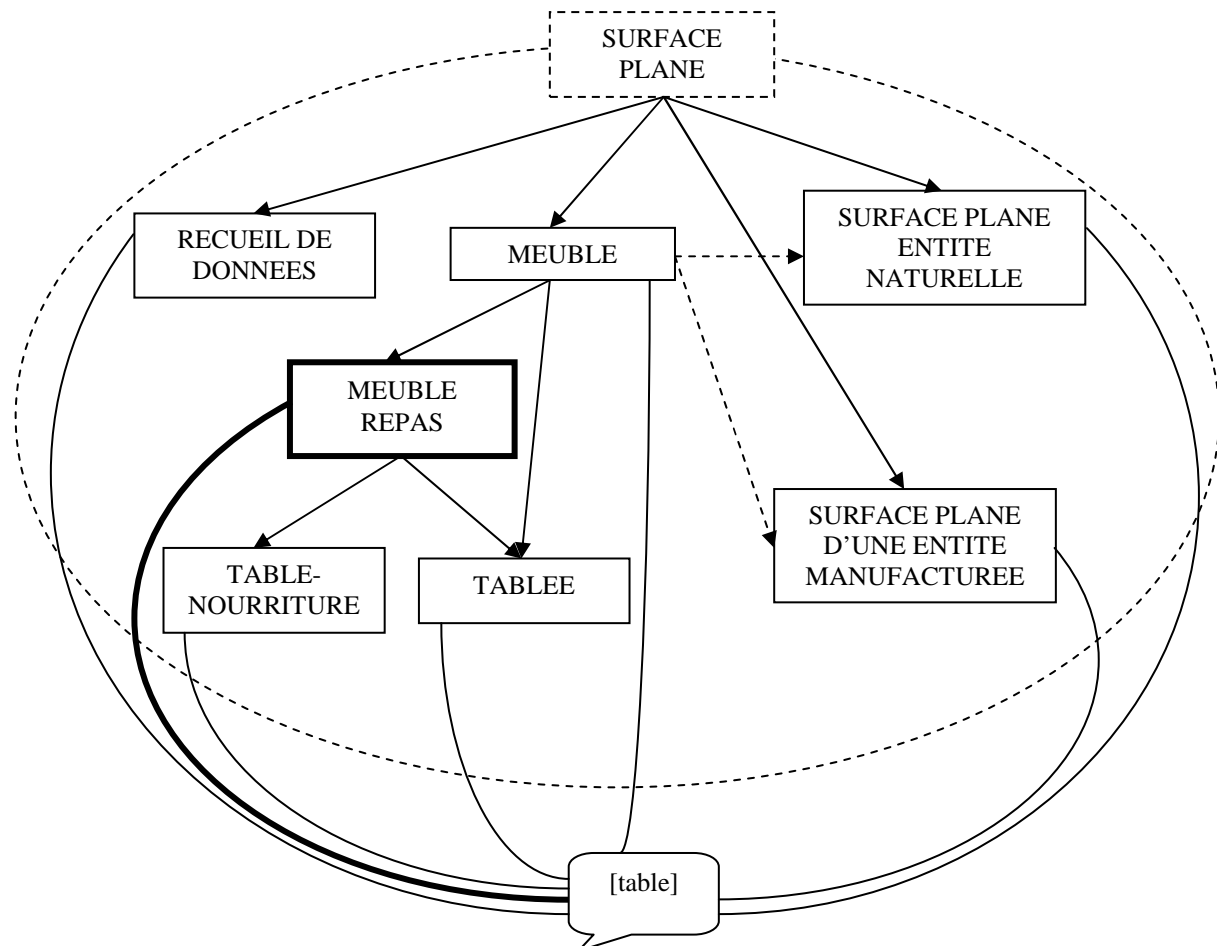 SURFACE
PLANE
RECUEIL DE
DONNEES
MEUBLE
SURFACE PLANE
ENTITE
NATURELLE
MEUBLE
REPAS
SURFACE PLANE
D’UNE ENTITE
MANUFACTUREE
TABLE-
NOURRITURE
TABLEE
[table]